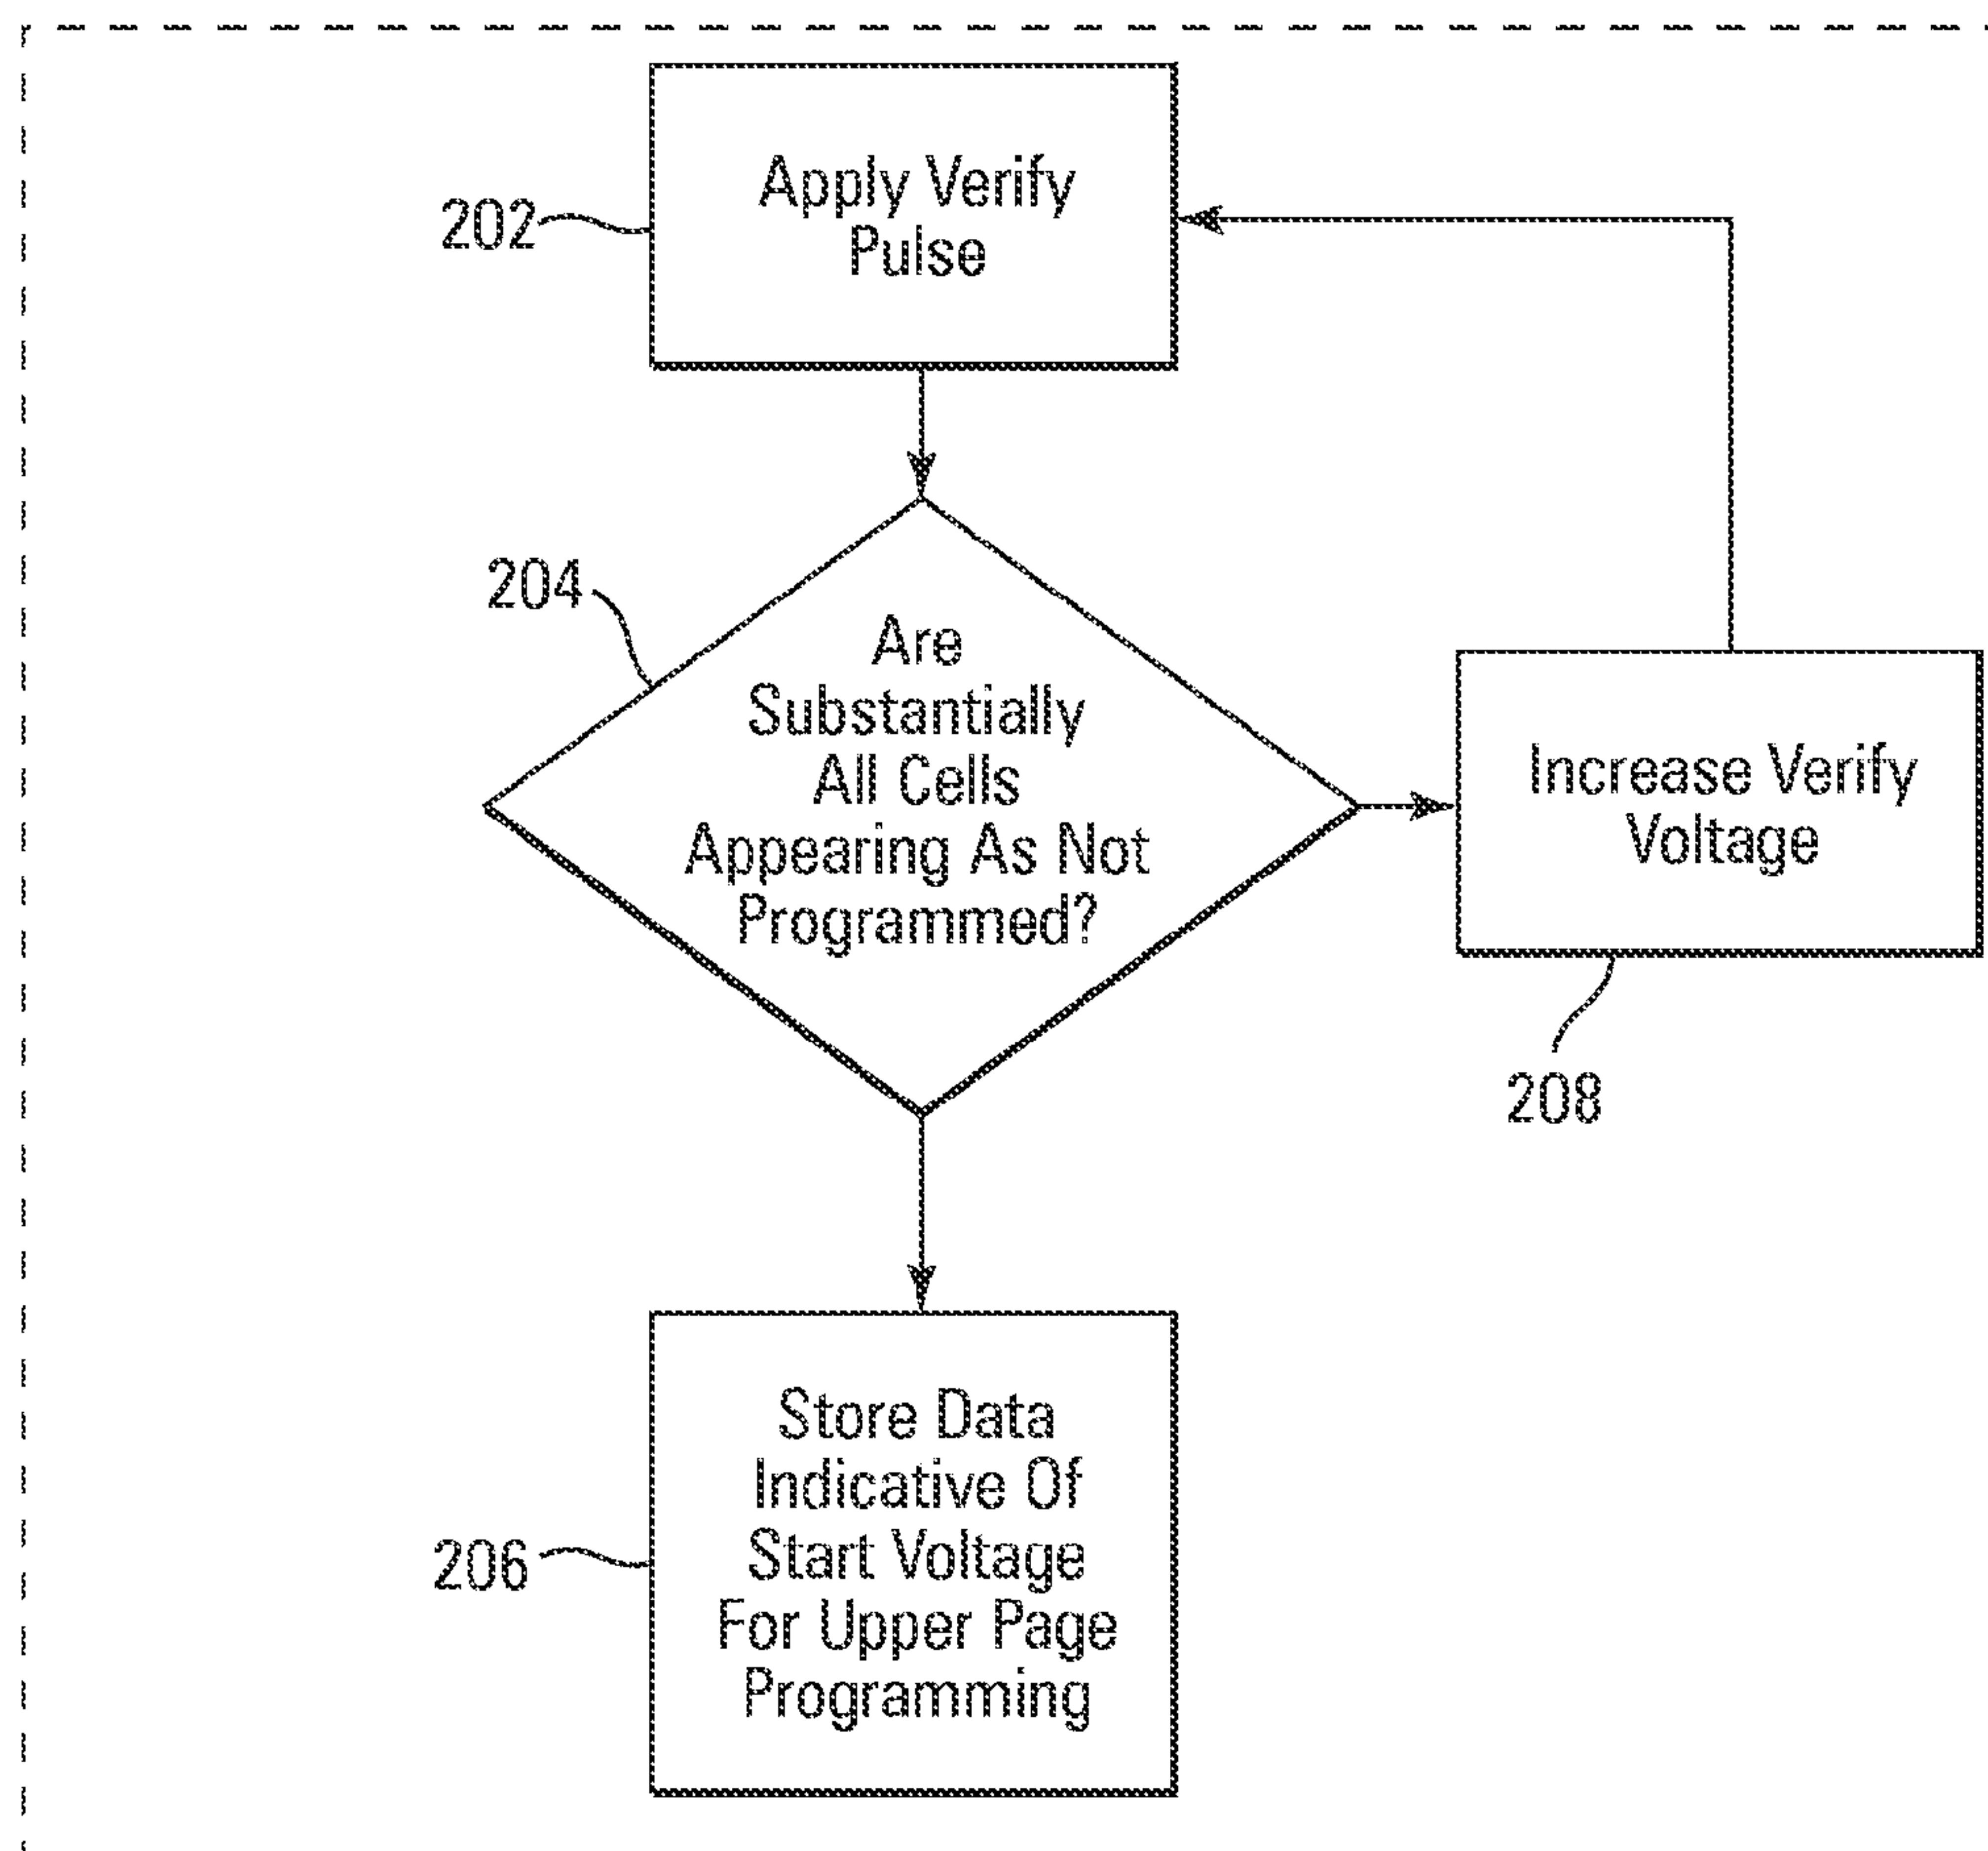 Apply Verify
Pulse
202
204
Are
Substantially
All Cells
Appearing As Not
Programmed?
Increase Verify
Voltage
208
Store Data
Indicative Of
Start Voltage
For Upper Page
Programming
206